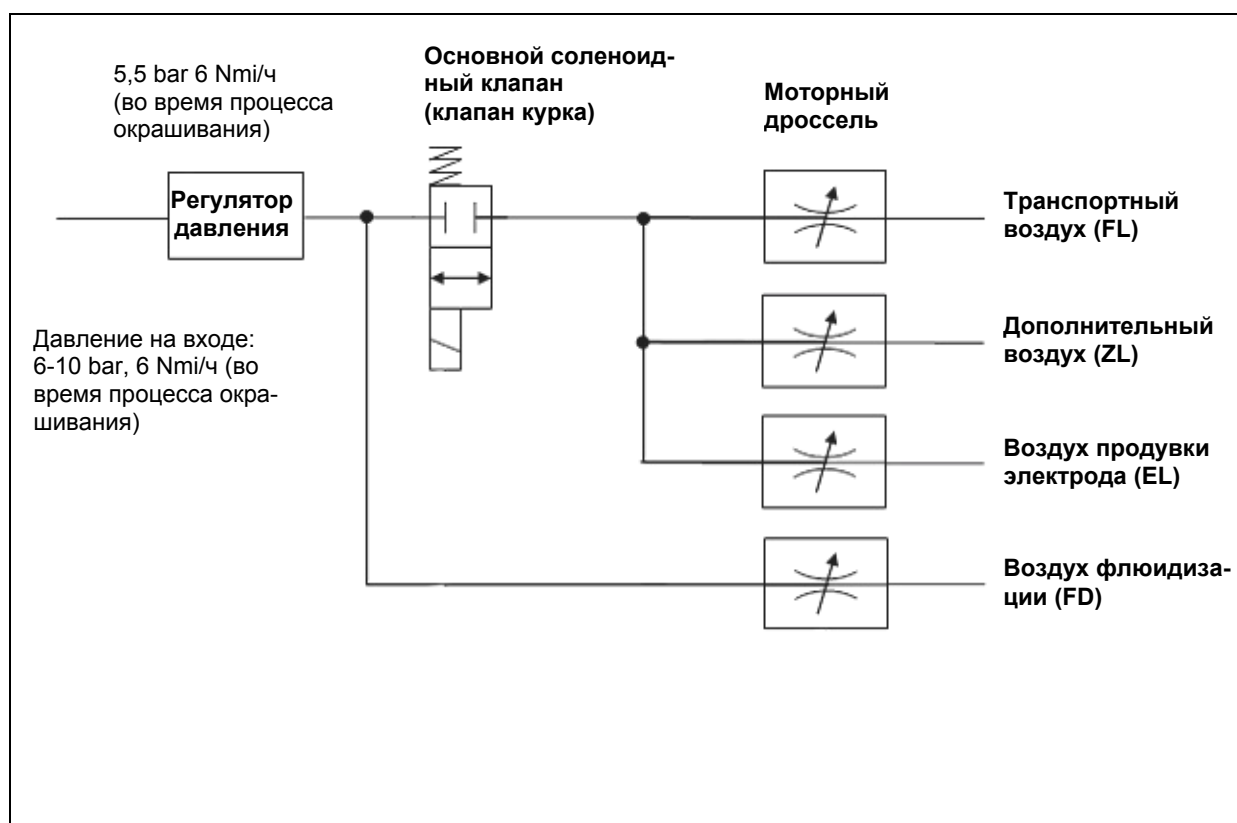 5,5 bar 6 Nmi/ч
(во время процесса
окрашивания)
Основной соленоид-
ный клапан
(клапан курка)
Моторный
дроссель
Регулятор
давления
Транспортный
воздух (FL)
Давление на входе:
6-10 bar, 6 Nmi/ч (во
время процесса окра-
шивания)
Дополнительный
воздух (ZL)
Воздух продувки
электрода (EL)
Воздух флюидиза-
ции (FD)